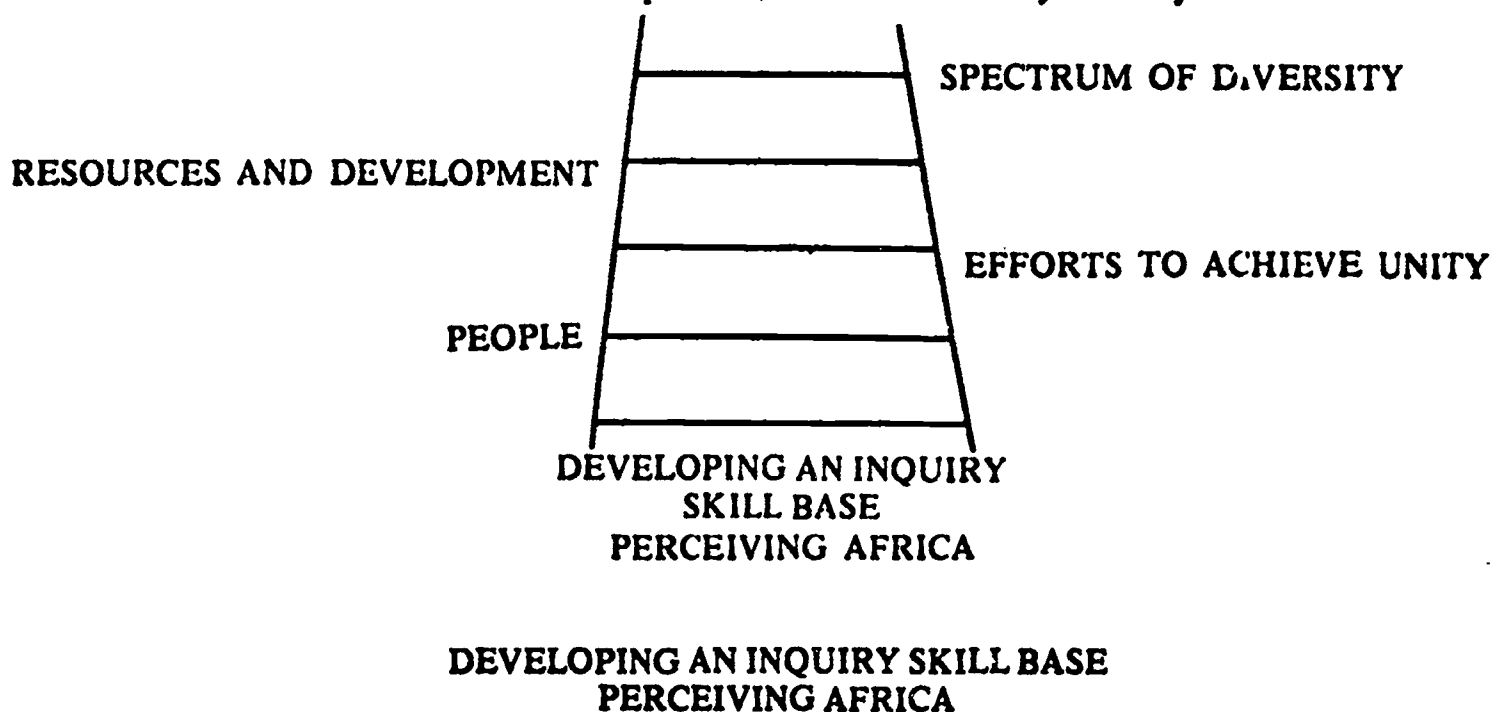 SPECTRUM OF DIVERSITY
RESOURCES AND DEVELOPMENT
EFFORTS TO ACHIEVE UNITY
PEOPLE
DEVELOPING AN INQUIRY
SKILL BASE
PERCEIVING AFRICA
DEVELOPING AN INQUIRY SKILL BASE
PERCEIVING AFRICA